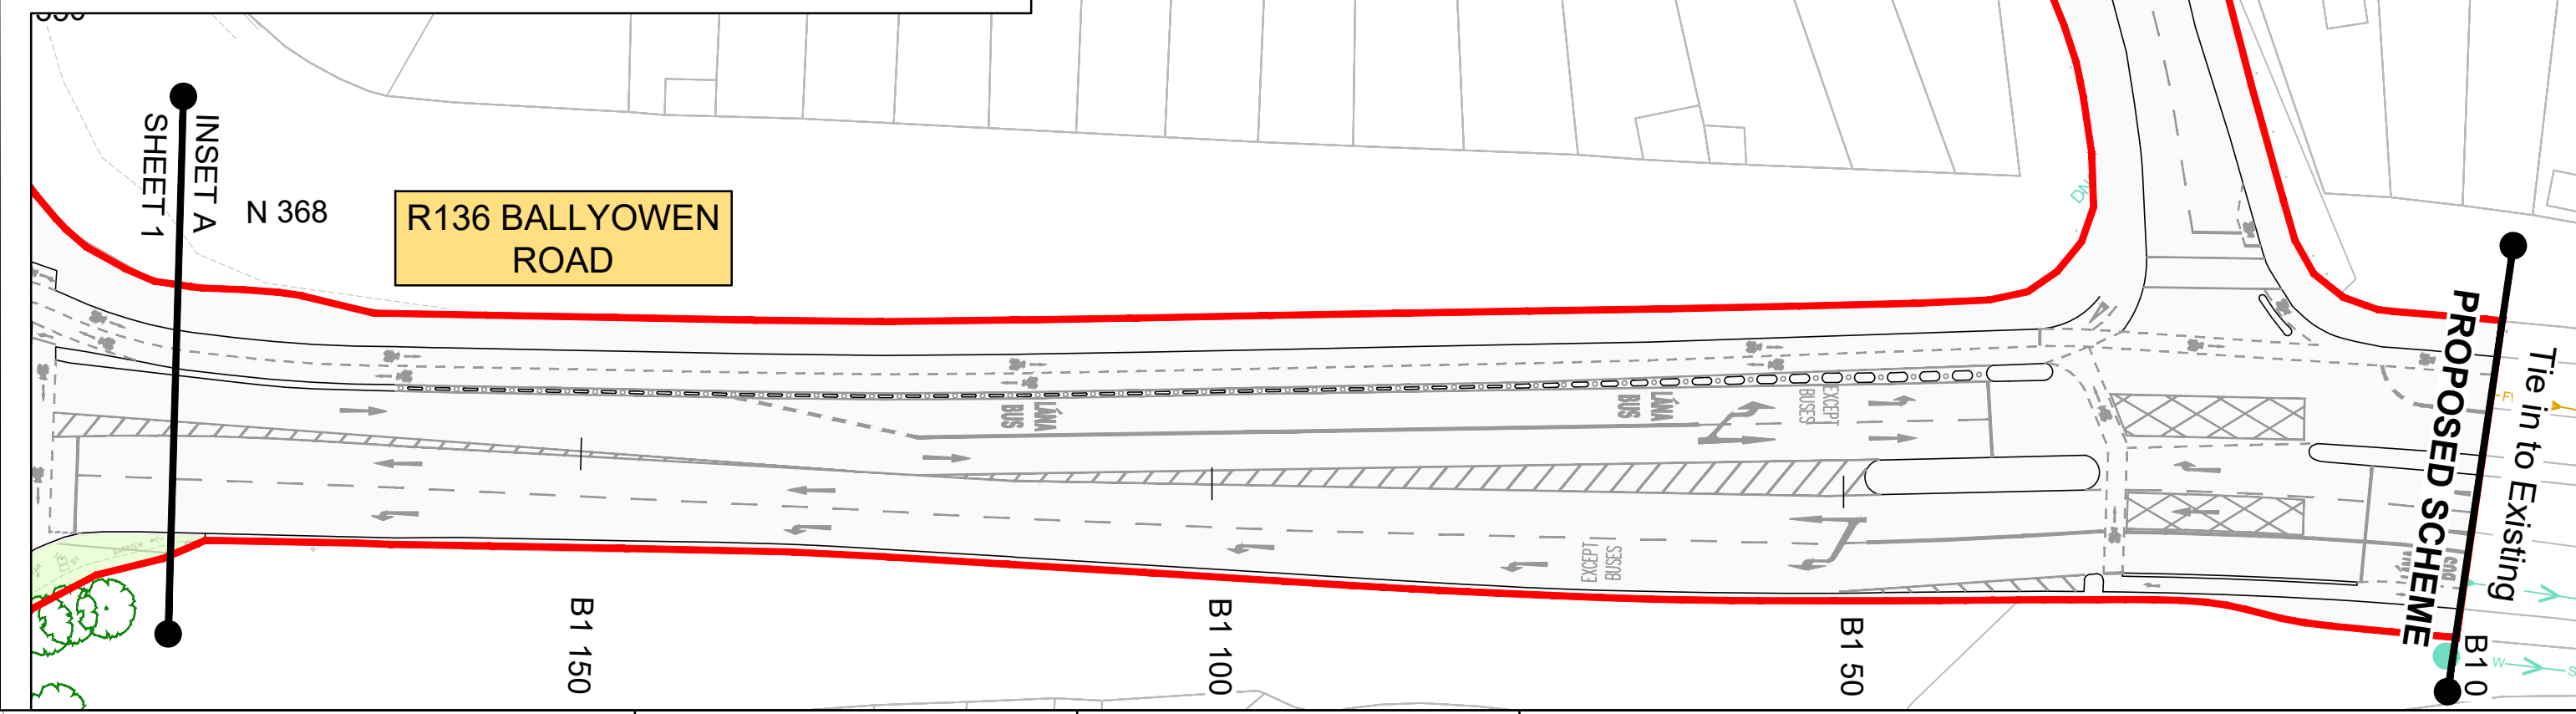 INSET A
SHEET 1
N 368
R136 BALLYOWEN
ROAD
LÁNA
BUS
LÁNA
BUS
EXCEPT
BUSES
EXCEPT
BUSES
Tie in to Existing
PROPOSED SCHEME
B1 150
B1 100
B1 50
B1 0
W
S